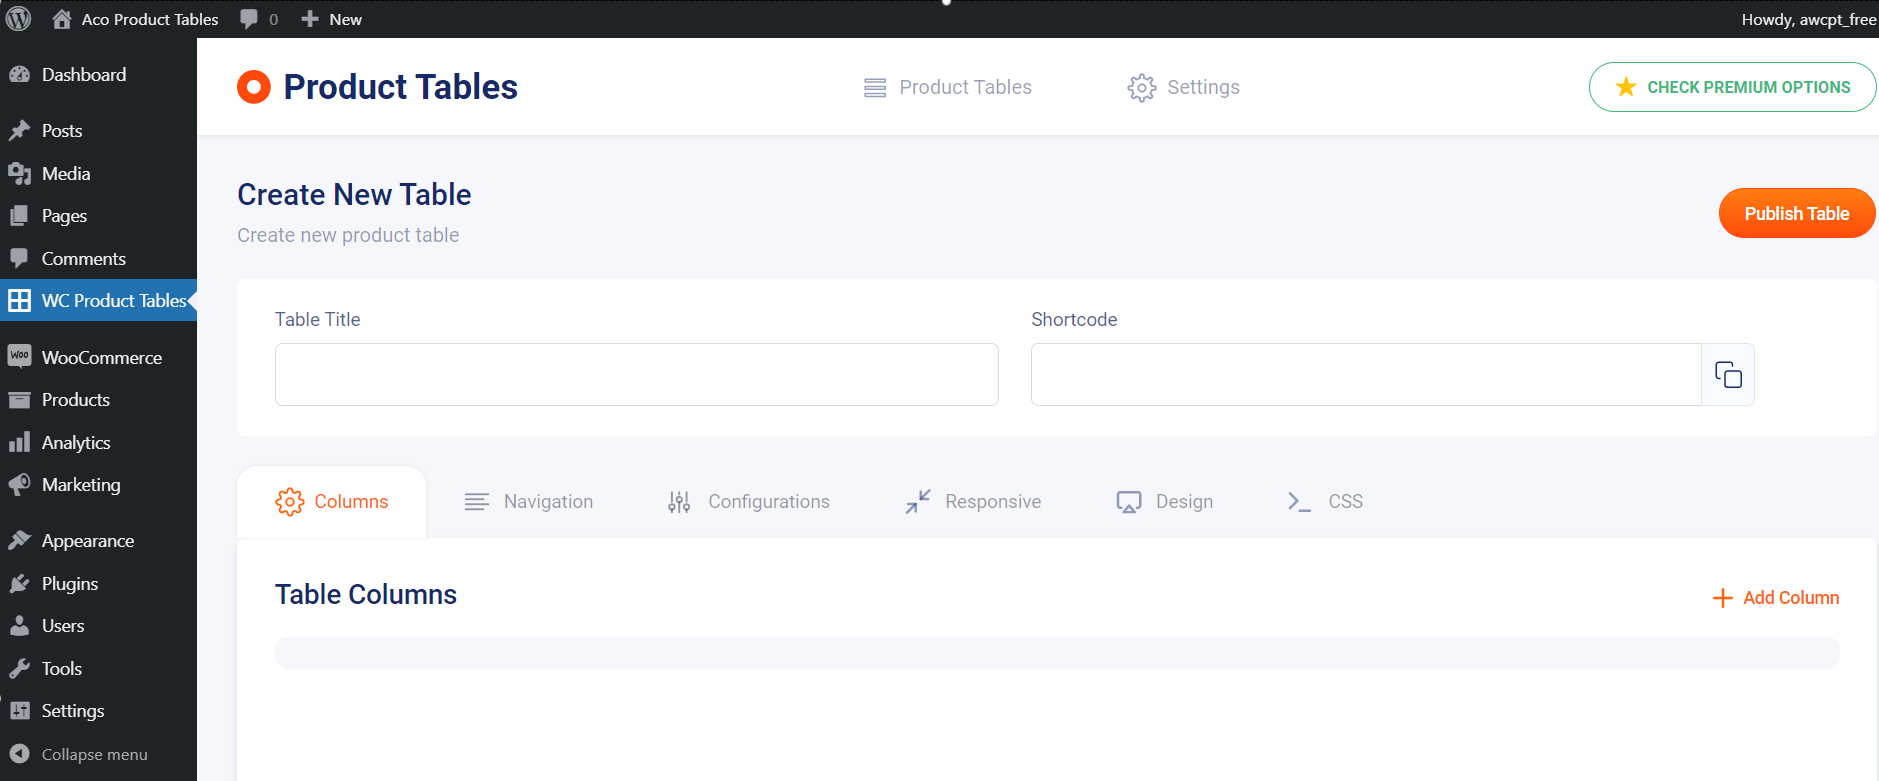 Aco Product Tables 0 New Howdy, awcpt_free
Dashboard
Posts
Media
Pages
Comments
WC Product Tables
Woo WooCommerce
Products
Analytics
Marketing
Appearance
Plugins
Users
Tools
Settings
Collapse menu
Product Tables Product Tables Settings CHECK PREMIUM OPTIONS
Create New Table
Create new product table
Publish Table
Table Title Shortcode
Columns Navigation Configurations Responsive Design CSS
Table Columns
Add Column